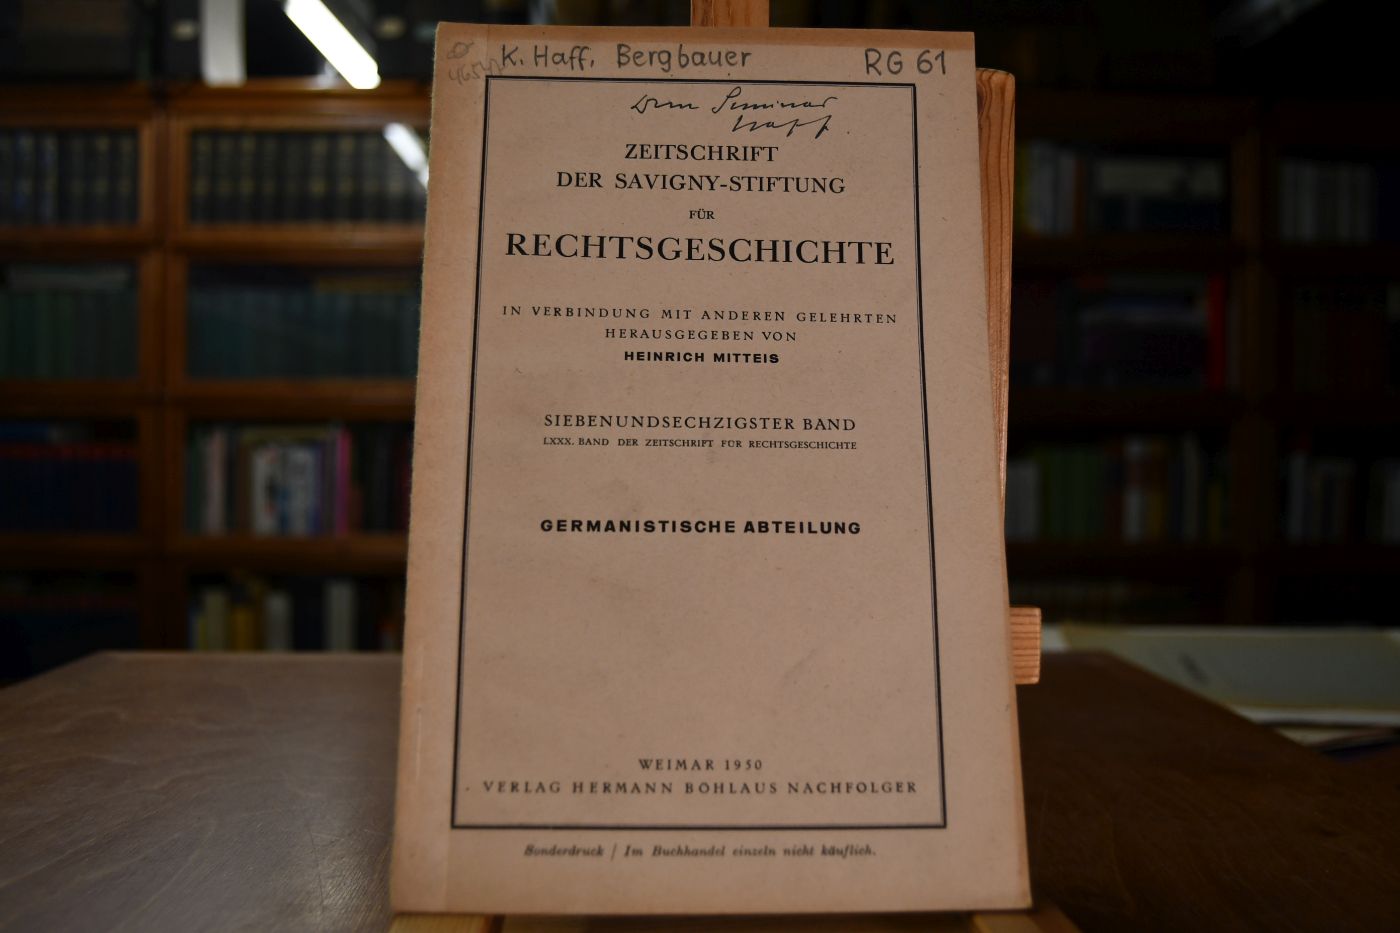 K. Haff, Bergbauer RG 61
Dem Seminar
Haff
ZEITSCHRIFT
DER SAVIGNY-STIFTUNG
FÜR
RECHTSGESCHICHTE
IN VERBINDUNG MIT ANDEREN GELEHRTEN
HERAUSGEGEBEN VON
HEINRICH MITTEIS
SIEBENUNDSECHZIGSTER BAND
LXXX. BAND DER ZEITSCHRIFT FÜR RECHTSGESCHICHTE
GERMANISTISCHE ABTEILUNG
WEIMAR 1950
VERLAG HERMANN BÖHLAUS NACHFOLGER
Sonderdruck / Im Buchhandel einzeln nicht käuflich.